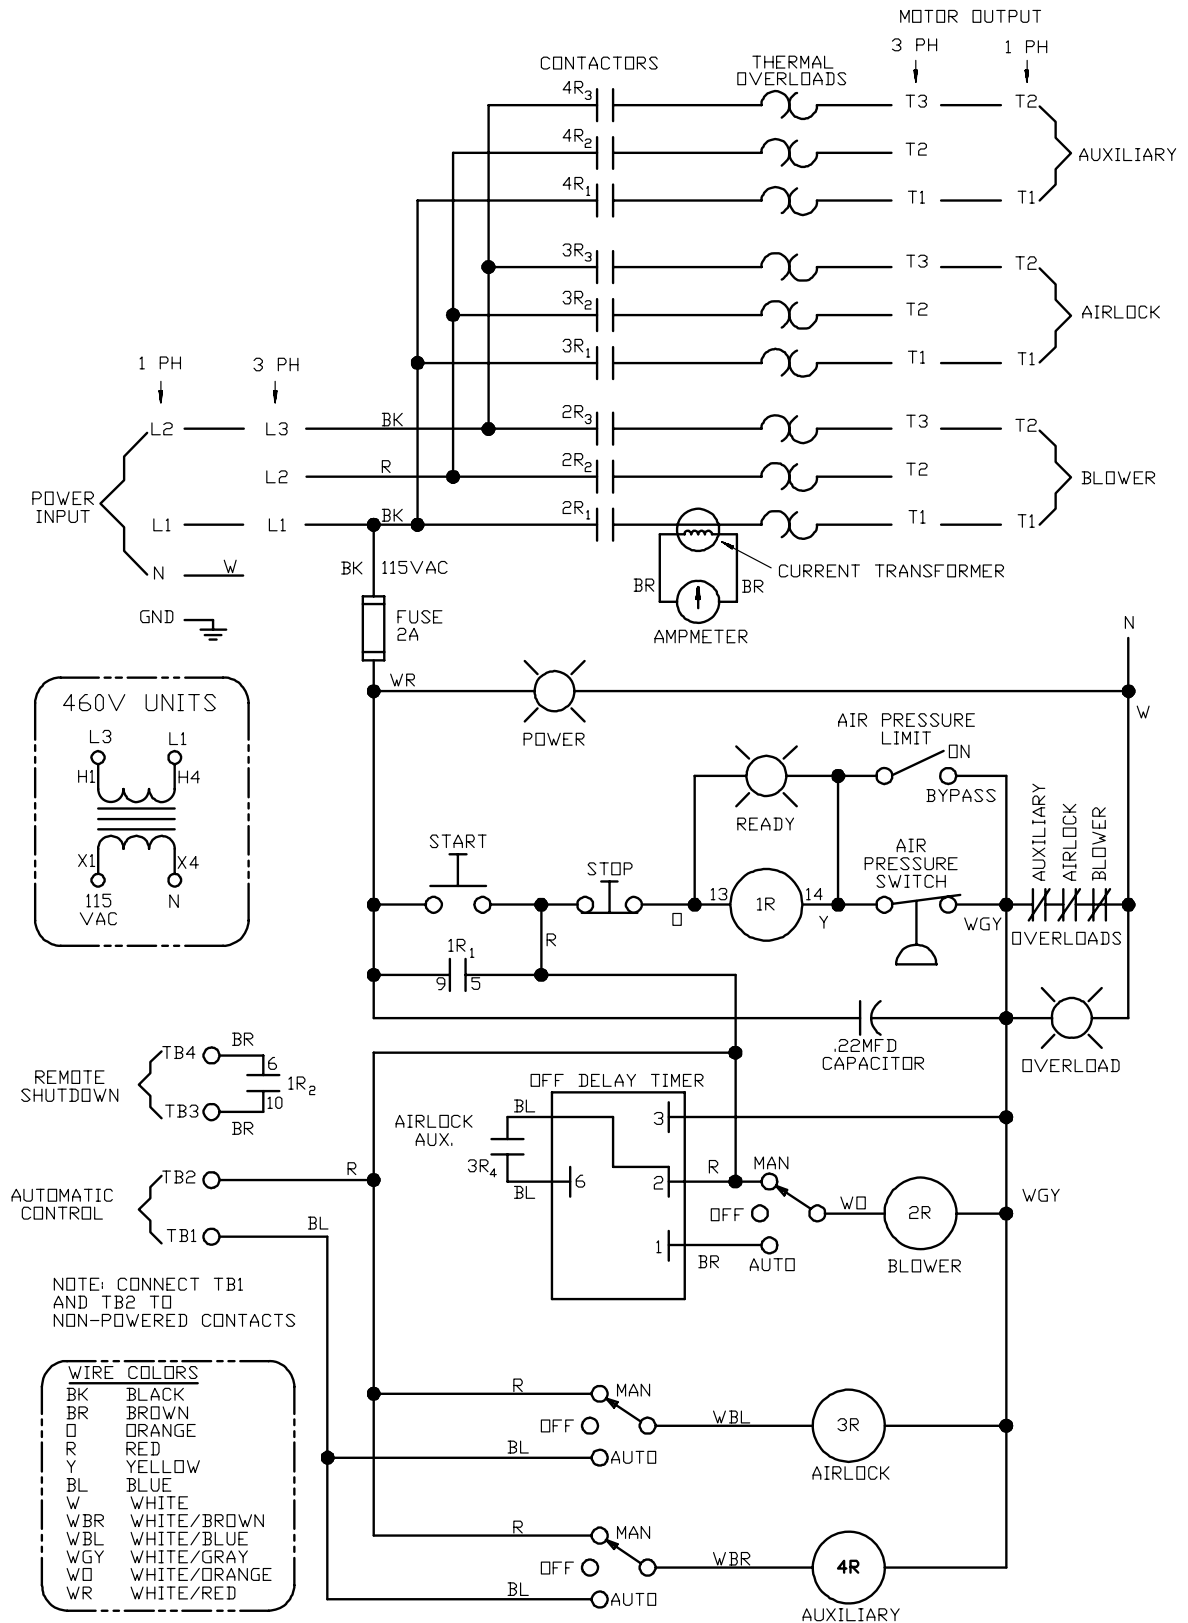 MOTOR OUTPUT
3 PH
1 PH
CONTACTORS
THERMAL
OVERLOADS
4R3
T3
T2
4R2
T2
AUXILIARY
4R1
T1
T1
3R3
T3
T2
3R2
T2
AIRLOCK
3R1
T1
T1
1 PH
3 PH
L2
L3
BK
2R3
T3
T2
L2
R
2R2
T2
BLOWER
POWER
INPUT
L1
L1
BK
2R1
T1
T1
N
W
BK
115VAC
BR
BR
CURRENT TRANSFORMER
GND
FUSE
2A
AMPMETER
N
WR
POWER
W
460V UNITS
L3
L1
H1
H4
X1
X4
115
VAC
N
AIR PRESSURE
LIMIT
ON
BYPASS
READY
AUXILIARY
AIRLOCK
BLOWER
START
STOP
AIR
PRESSURE
SWITCH
13
1R
14
O
Y
WGY
OVERLOADS
R
1R1
9
5
.22MFD
CAPACITOR
OVERLOAD
REMOTE
SHUTDOWN
TB4
BR
6
1R2
10
TB3
BR
OFF DELAY TIMER
AIRLOCK
AUX.
BL
3
3R4
BL
6
2
R
MAN
OFF
WO
2R
WGY
1
BR
AUTO
BLOWER
AUTOMATIC
CONTROL
TB2
R
TB1
BL
NOTE: CONNECT TB1
AND TB2 TO
NON-POWERED CONTACTS
WIRE COLORS
BK BLACK
BR BROWN
O ORANGE
R RED
Y YELLOW
BL BLUE
W WHITE
WBR WHITE/BROWN
WBL WHITE/BLUE
WGY WHITE/GRAY
WO WHITE/ORANGE
WR WHITE/RED
R
MAN
OFF
WBL
3R
BL
AUTO
AIRLOCK
R
MAN
OFF
WBR
4R
BL
AUTO
AUXILIARY